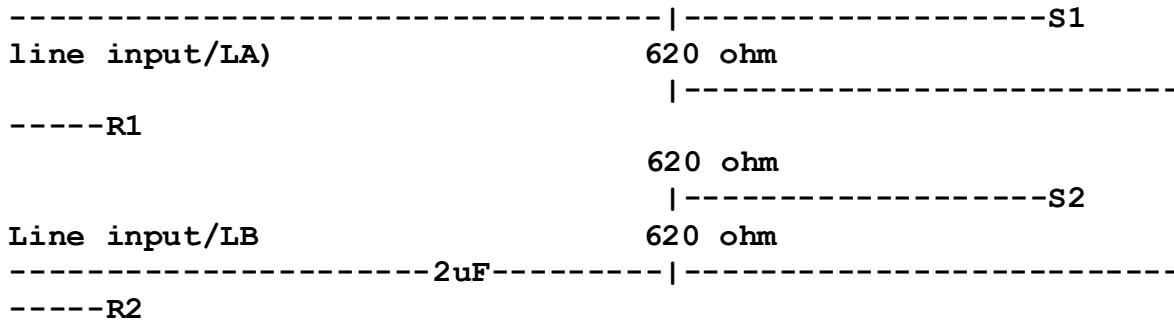 ----------------------------------|-------------------S1
line input/LA)                   620 ohm
                                  |--------------------------
-----R1
                                 620 ohm
                                  |-------------------S2
Line input/LB                    620 ohm
----------------------2uF---------|--------------------------
-----R2